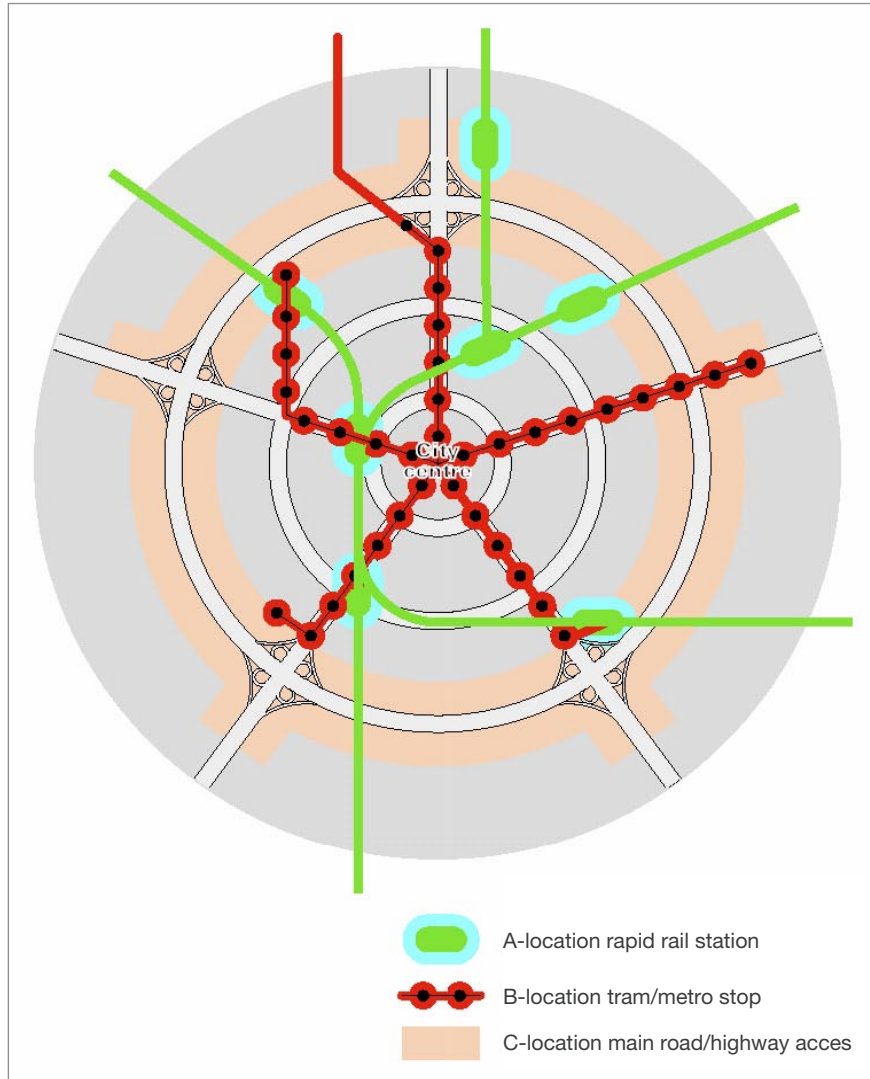 City
centre
A-location rapid rail station
B-location tram/metro stop
C-location main road/highway acces